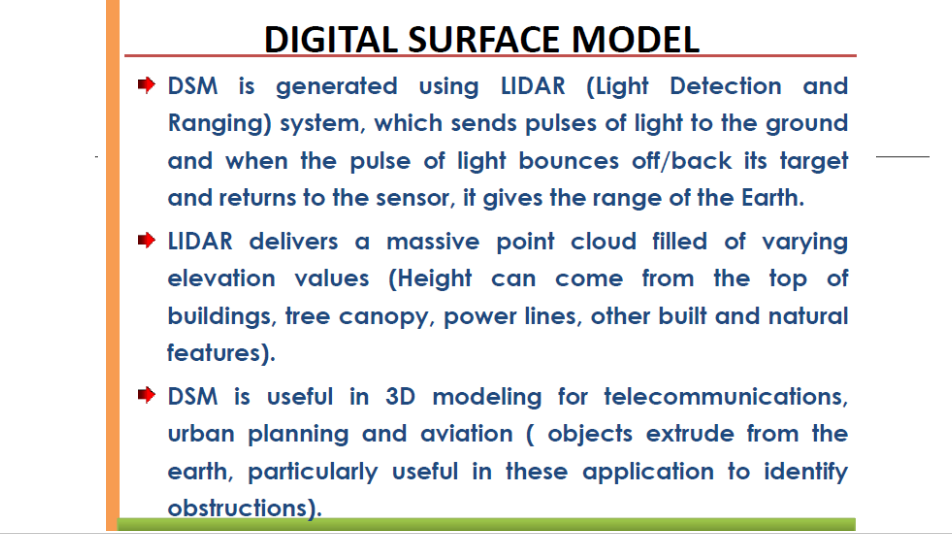 DIGITAL SURFACE MODEL
DSM is generated using LIDAR (Light Detection and
Ranging) system, which sends pulses of light to the ground
and when the pulse of light bounces off/back its target
and returns to the sensor, it gives the range of the Earth.
LIDAR delivers a massive point cloud filled of varying
elevation values (Height can come from the top of
buildings, tree canopy, power lines, other built and natural
features).
DSM is useful in 3D modeling for telecommunications,
urban planning and aviation ( objects extrude from the
earth, particularly useful in these application to identify
obstructions).